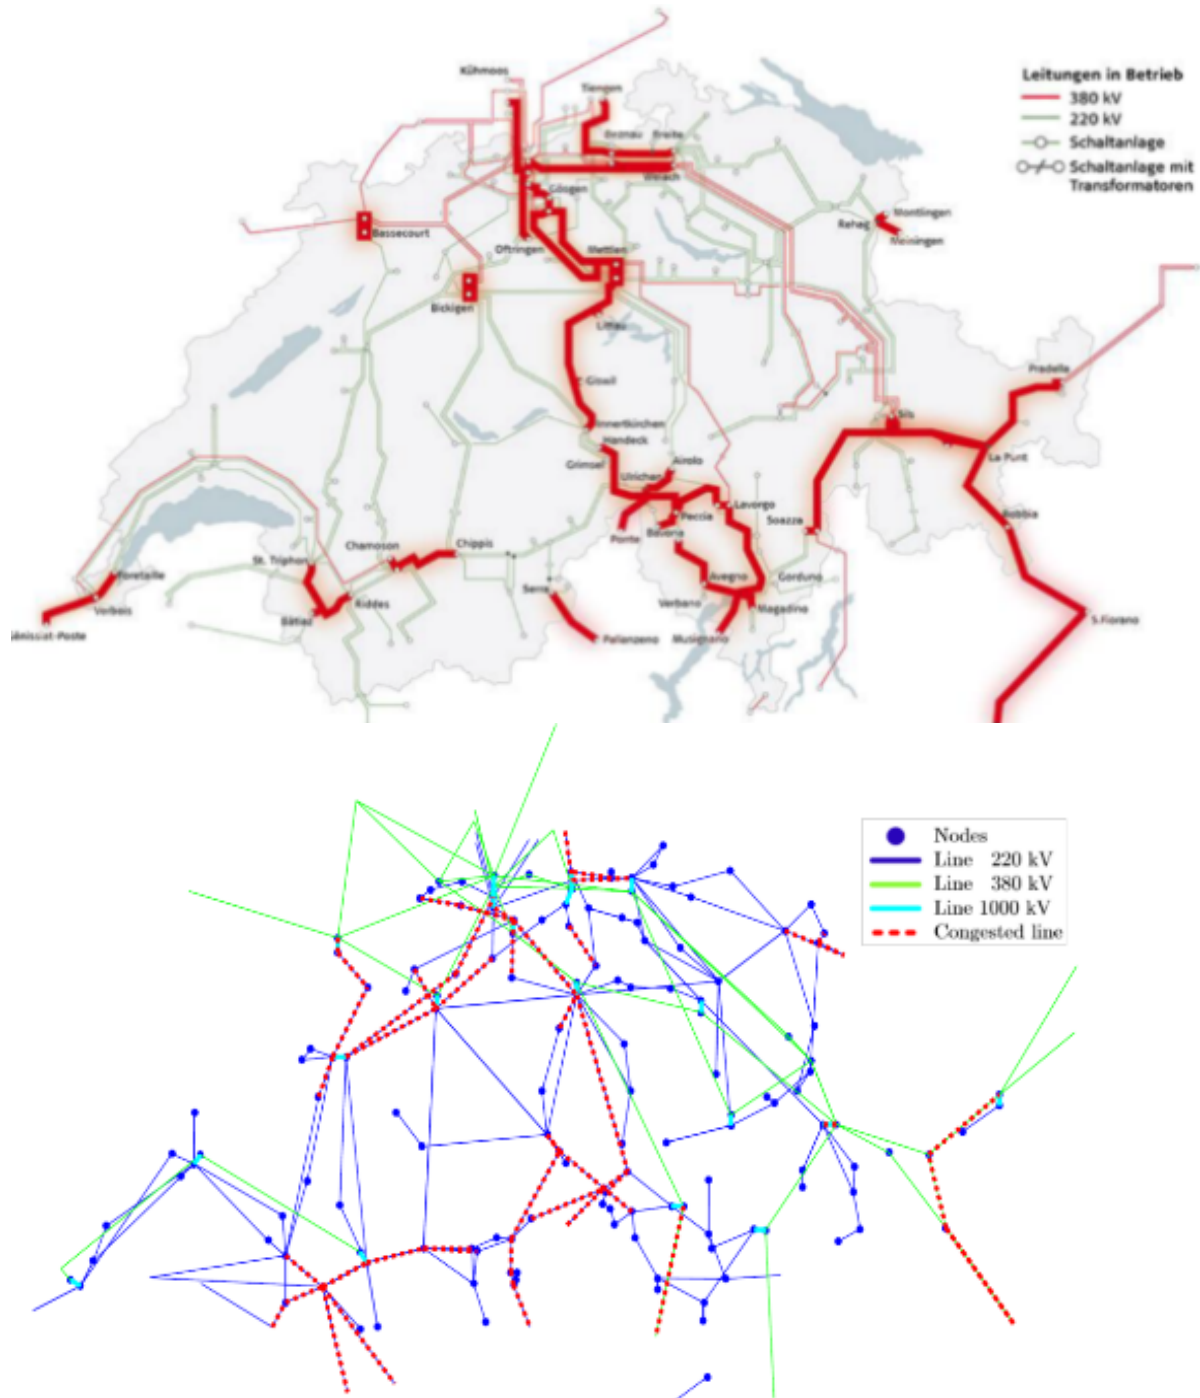 Kühmoos
Tiengen
Leitungen in Betrieb
380 kV
220 kV
Schaltanlage
Schaltanlage mit
Transformatoren
Beznau
Breite
Weiach
Gösgen
Bassecourt
Oftringen
Mettlen
Rehag
Montlingen
Meiningen
Bickigen
Littau
Giswil
Pradella
Innertkirchen
Handeck
Sils
Grimsel
Ulrichen
Airolo
La Punt
Lavorgo
Peccia
Soazza
Robbia
Ponte
Bavona
Chamoson
Chippis
St. Triphon
Foretaille
Verbois
Riddes
Bâtiaz
Serra
Avegno
Gorduno
Verbano
Magadino
Génissiat-Poste
Pallanzeno
Musignano
S.Fiorano
Nodes
Line 220 kV
Line 380 kV
Line 1000 kV
Congested line